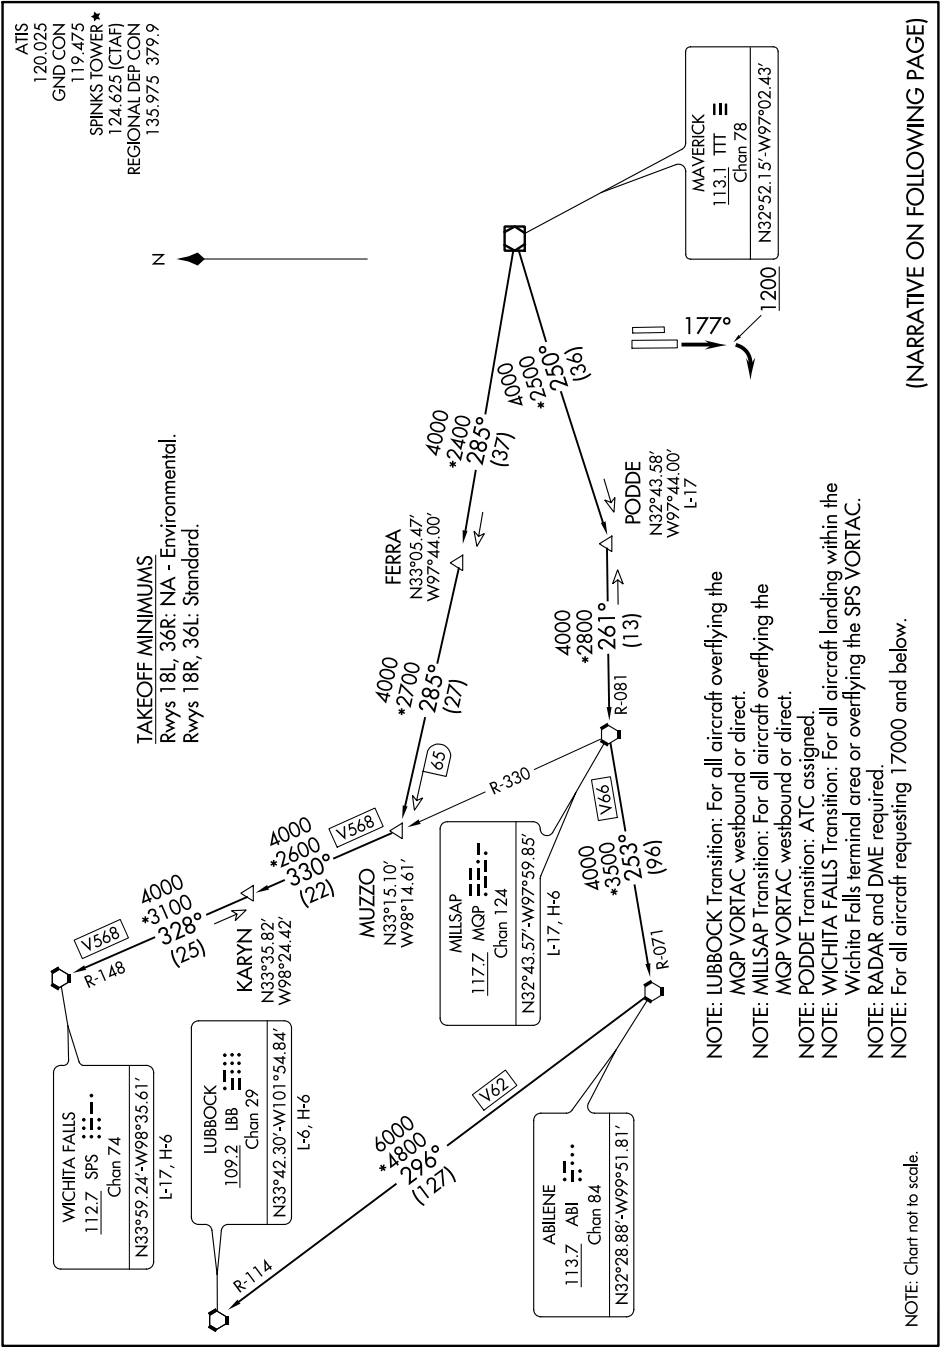 ATIS
120.025
GND CON
119.475
SPINKS TOWER★
124.625 (CTAF)
REGIONAL DEP CON
135.975 379.9
N
TAKEOFF MINIMUMS
Rwys 18L, 36R: NA - Environmental.
Rwys 18R, 36L: Standard.
WICHITA FALLS
112.7 SPS
Chan 74
N33°59.24′-W98°35.61′
L-17, H-6
R-148
V568
4000
*3100
328°
(25)
KARYN
N33°35.82′
W98°24.42′
4000
*2600
330°
(22)
V568
MUZZO
N33°15.10′
W98°14.61′
65
4000
*2700
285°
(27)
FERRA
N33°05.47′
W97°44.00′
4000
*2400
285°
(37)
4000
*2500
250°
(36)
MAVERICK
113.1 TTT
Chan 78
N32°52.15′-W97°02.43′
177°
1200
PODDE
N32°43.58′
W97°44.00′
L-17
4000
*2800
261°
(13)
R-081
R-330
MILLSAP
117.7 MQP
Chan 124
N32°43.57′-W97°59.85′
L-17, H-6
V66
4000
*3500
253°
(96)
R-071
LUBBOCK
109.2 LBB
Chan 29
N33°42.30′-W101°54.84′
L-6, H-6
R-114
6000
*4800
296°
(127)
V62
ABILENE
113.7 ABI
Chan 84
N32°28.88′-W99°51.81′
NOTE: LUBBOCK Transition: For all aircraft overflying the
MQP VORTAC westbound or direct.
NOTE: MILLSAP Transition: For all aircraft overflying the
MQP VORTAC westbound or direct.
NOTE: PODDE Transition: ATC assigned.
NOTE: WICHITA FALLS Transition: For all aircraft landing within the
Wichita Falls terminal area or overflying the SPS VORTAC.
NOTE: RADAR and DME required.
NOTE: For all aircraft requesting 17000 and below.
NOTE: Chart not to scale.
(NARRATIVE ON FOLLOWING PAGE)